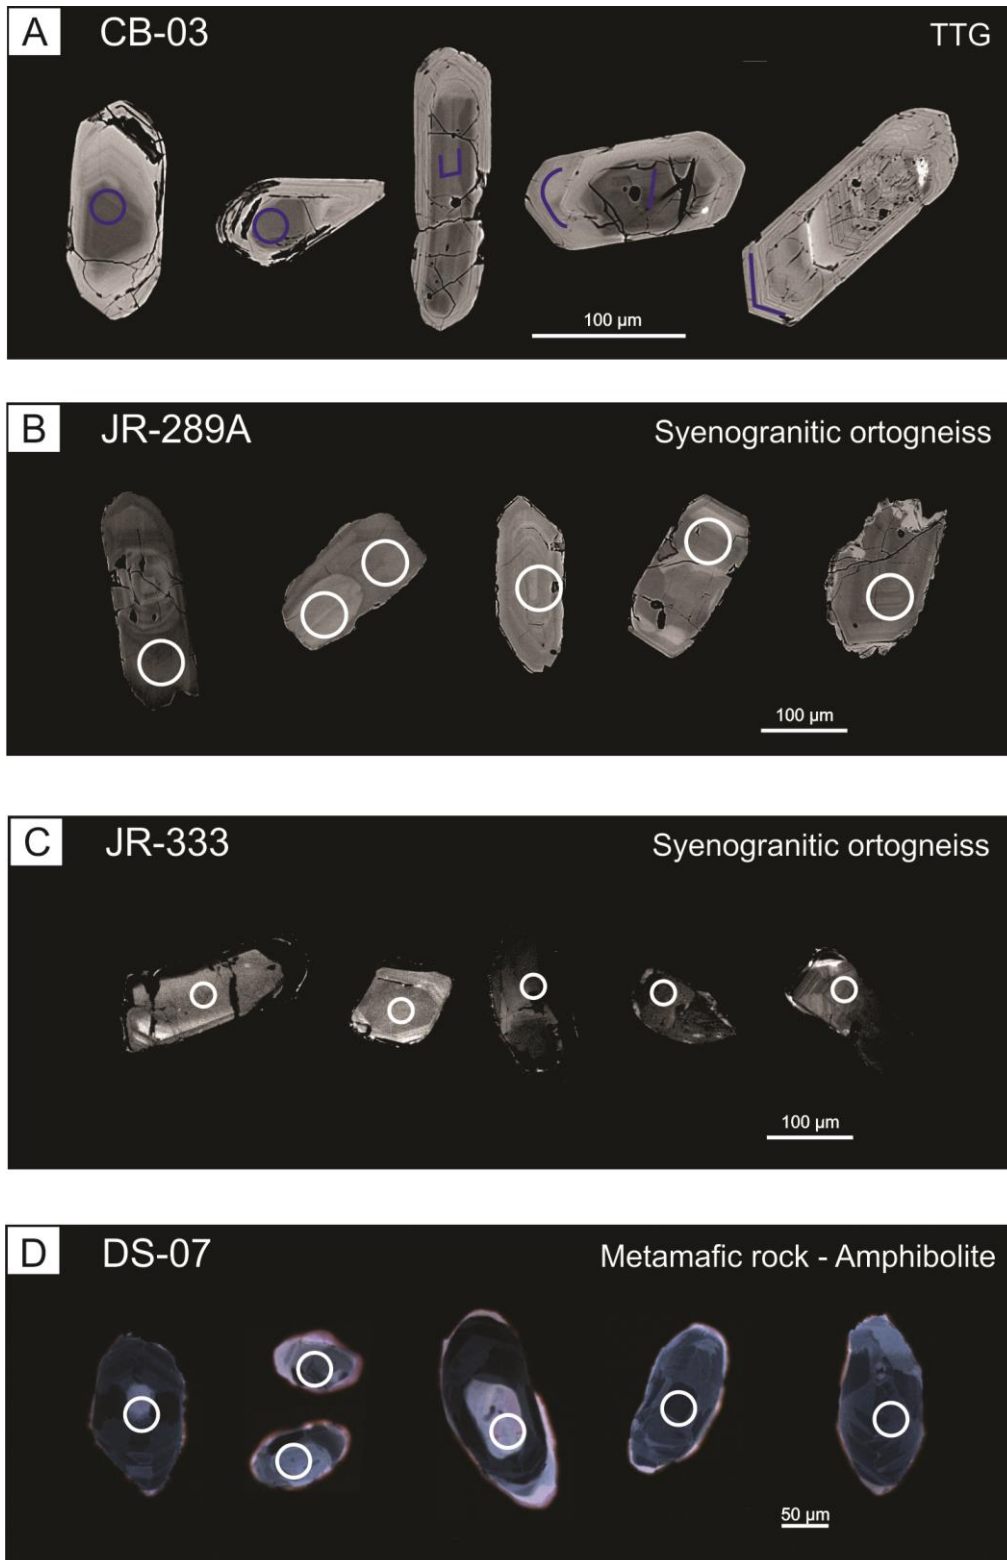 A CB-03 TTG
100 µm
B JR-289A Syenogranitic ortogneiss
100 µm
C JR-333 Syenogranitic ortogneiss
100 µm
D DS-07 Metamafic rock - Amphibolite
50 µm